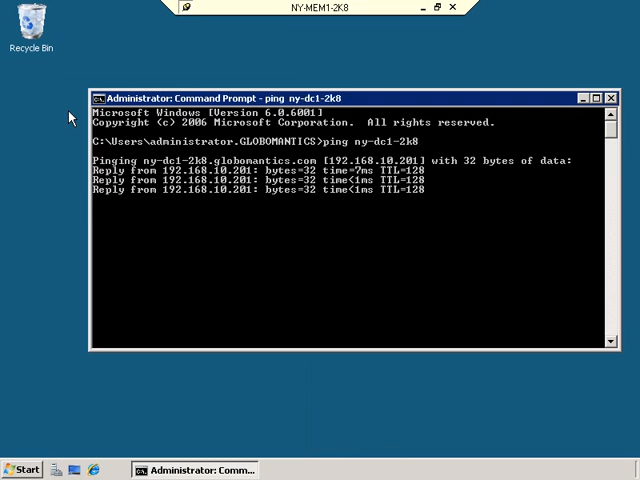 NY-MEM1-2K8
Recycle Bin
Administrator: Command Prompt - ping ny-dc1-2k8
Microsoft Windows [Version 6.0.6001]
Copyright (c) 2006 Microsoft Corporation.  All rights reserved.
C:\Users\administrator.GLOBOMANTICS>ping ny-dc1-2k8
Pinging ny-dc1-2k8.globomantics.com [192.168.10.201] with 32 bytes of data:
Reply from 192.168.10.201: bytes=32 time=7ms TTL=128
Reply from 192.168.10.201: bytes=32 time<1ms TTL=128
Reply from 192.168.10.201: bytes=32 time<1ms TTL=128
Start
Administrator: Comm...